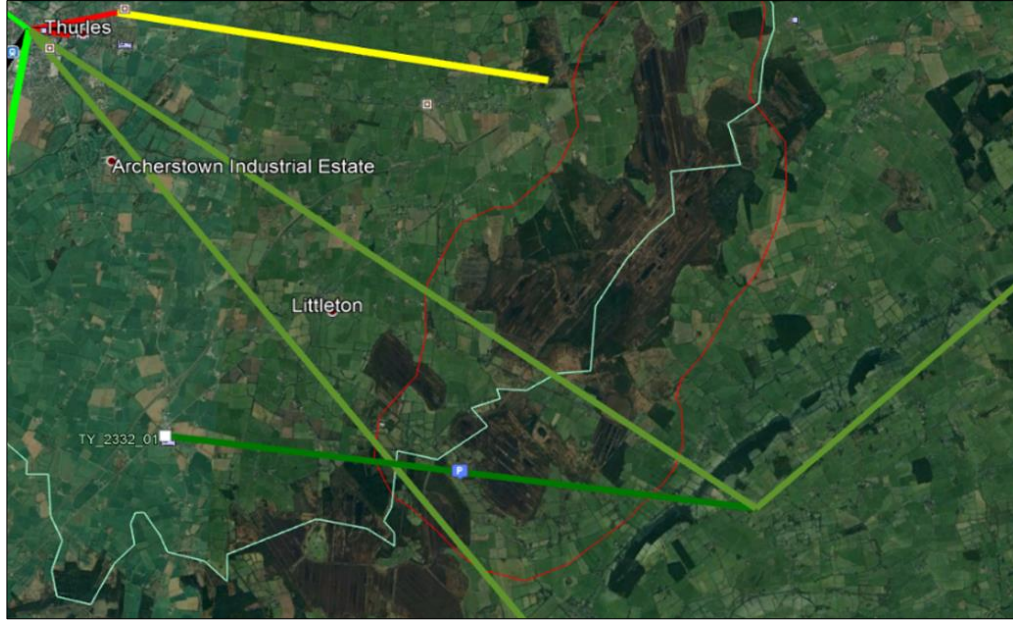 Thurles
Archerstown Industrial Estate
Littleton
TY_2332_01
P